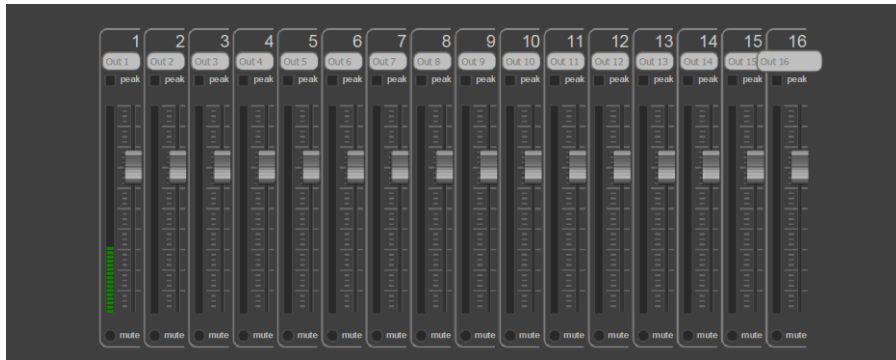 1 2 3 4 5 6 7 8 9 10 11 12 13 14 15 16
Out 1 Out 2 Out 3 Out 4 Out 5 Out 6 Out 7 Out 8 Out 9 Out 10 Out 11 Out 12 Out 13 Out 14 Out 15 Out 16
peak peak peak peak peak peak peak peak peak peak peak peak peak peak peak peak
mute mute mute mute mute mute mute mute mute mute mute mute mute mute mute mute